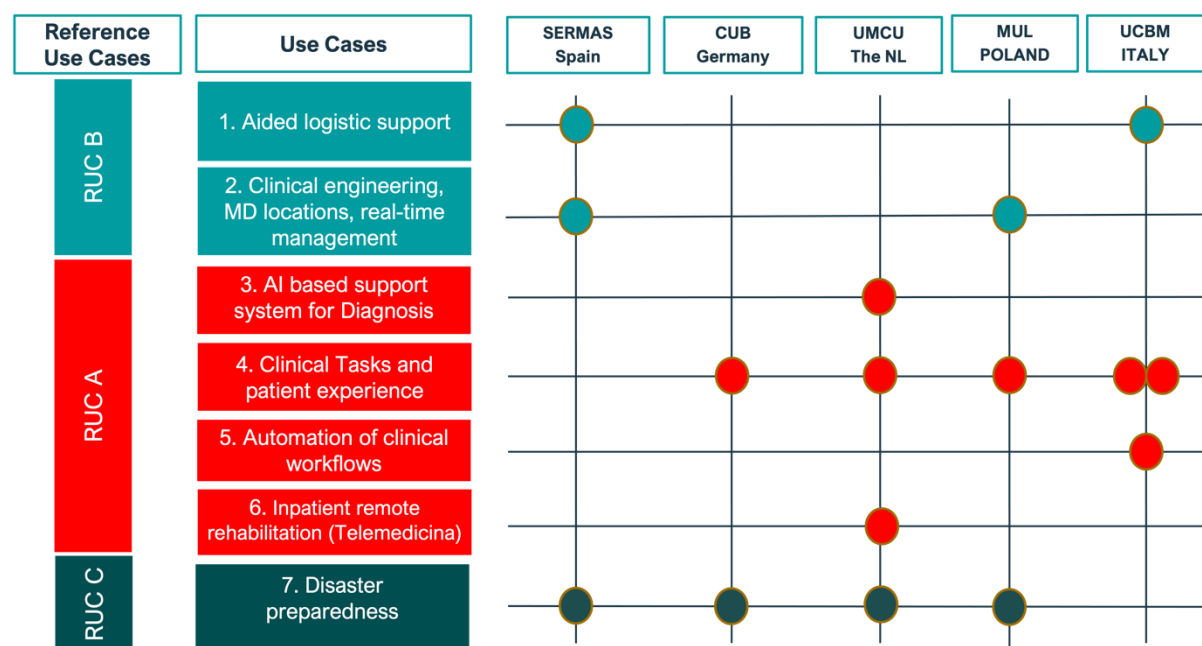 Reference
Use Cases
Use Cases
SERMAS
Spain
CUB
Germany
UMCU
The NL
MUL
POLAND
UCBM
ITALY
RUC B
1. Aided logistic support
2. Clinical engineering,
MD locations, real-time
management
RUC A
3. AI based support
system for Diagnosis
4. Clinical Tasks and
patient experience
5. Automation of clinical
workflows
6. Inpatient remote
rehabilitation (Telemedicina)
RUC C
7. Disaster
preparedness